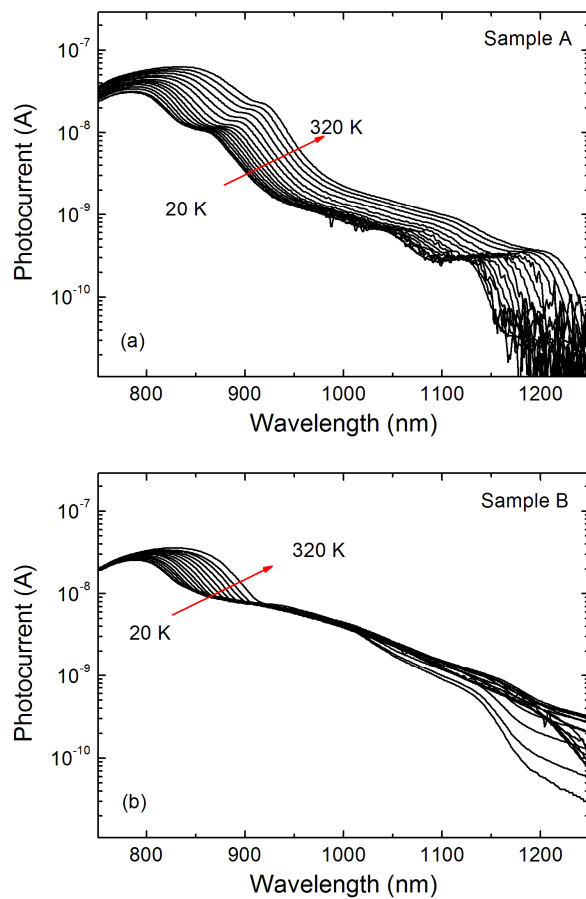 Sample A
10⁻⁷
10⁻⁸
10⁻⁹
10⁻¹⁰
Photocurrent (A)
320 K
20 K
(a)
800 900 1000 1100 1200
Wavelength (nm)
Sample B
10⁻⁷
10⁻⁸
10⁻⁹
10⁻¹⁰
Photocurrent (A)
320 K
20 K
(b)
800 900 1000 1100 1200
Wavelength (nm)